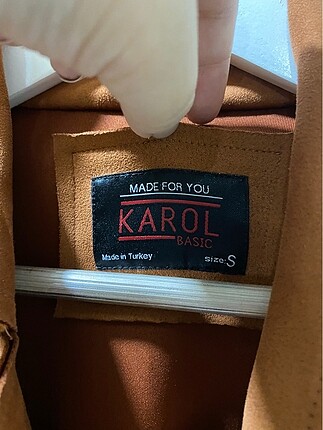 MADE FOR YOU
KAROL
BASIC
Made in Turkey
size:S